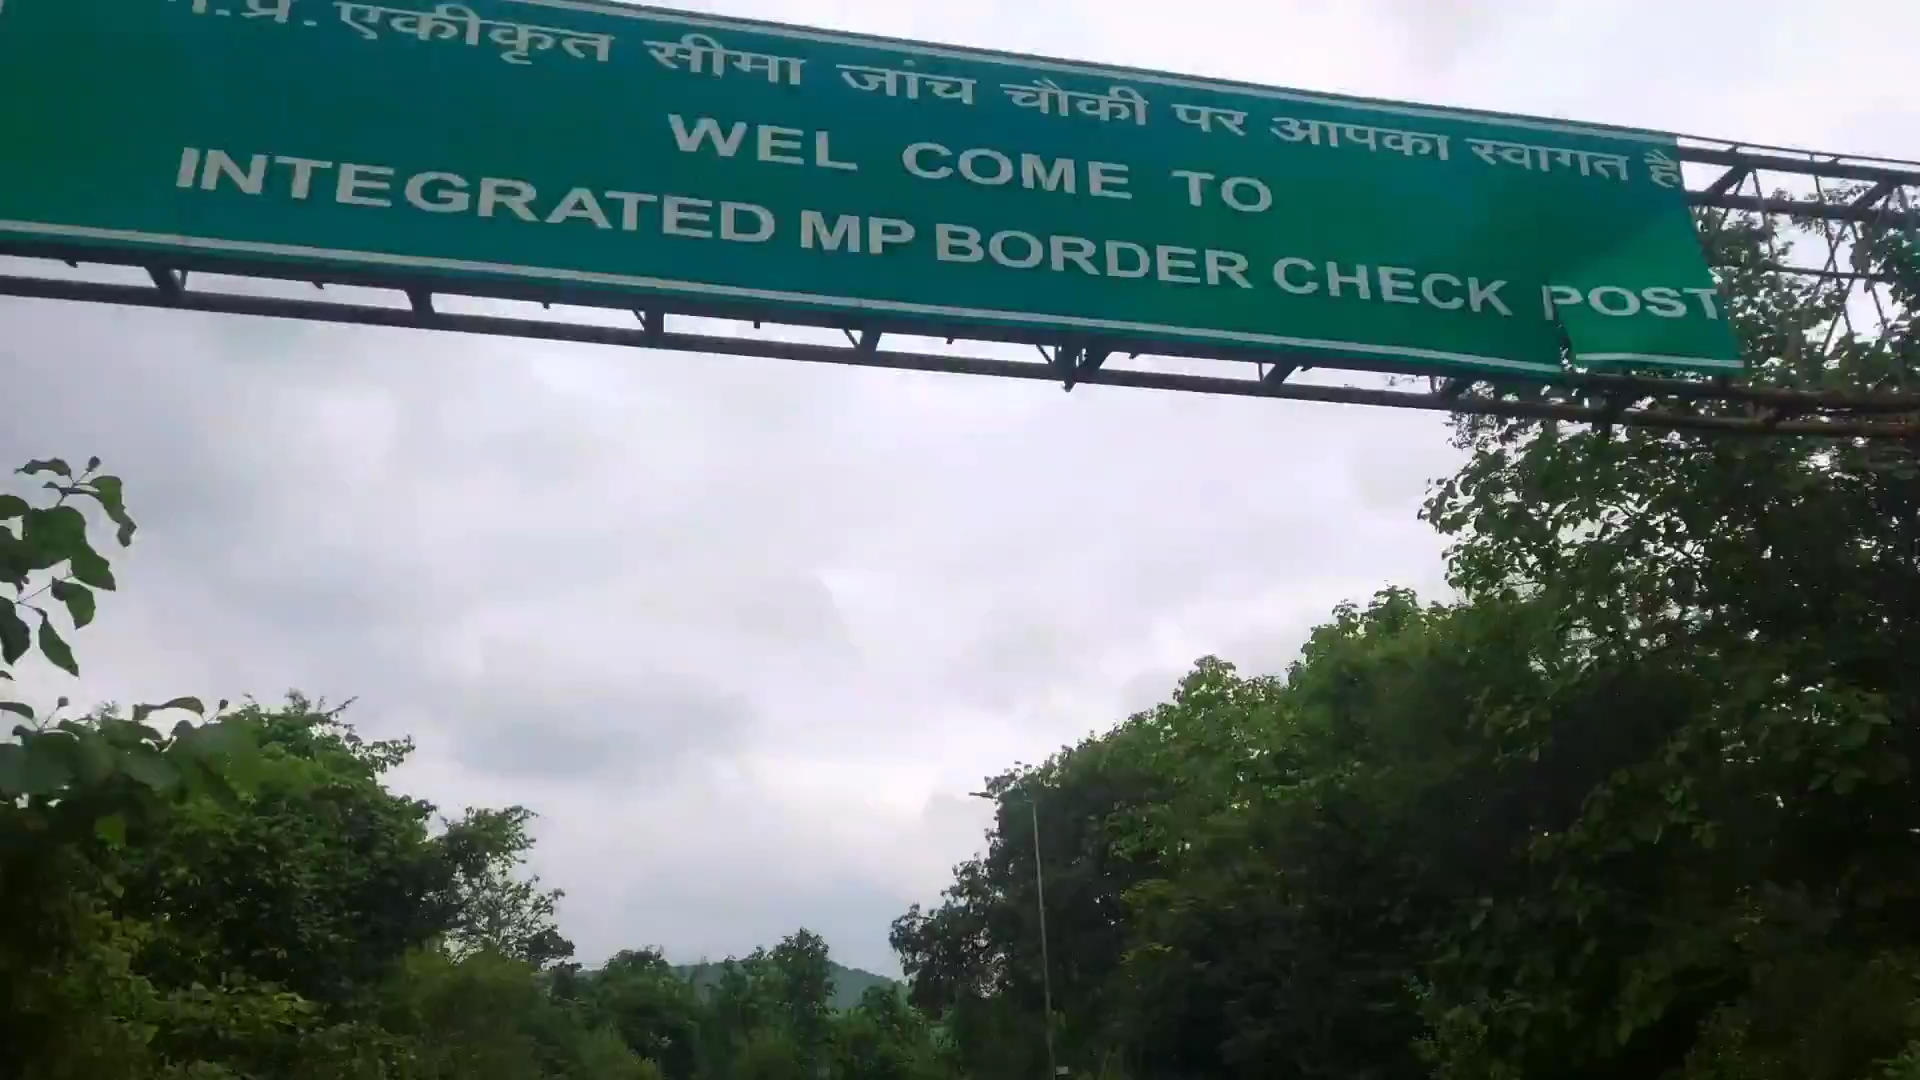 म.प्र. एकीकृत सीमा जांच चौकी पर आपका स्वागत है
WEL COME TO
INTEGRATED MP BORDER CHECK POST